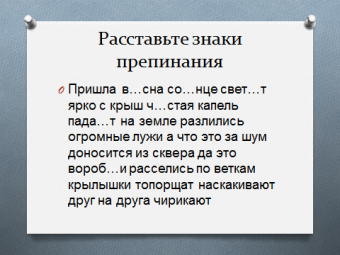 Расставьте знаки
препинания
Пришла в…сна со…нце свет…т
ярко с крыш ч…стая капель
пада…т на земле разлились
огромные лужи а что это за шум
доносится из сквера да это
вороб…и расселись по веткам
крылышки топорщат наскакивают
друг на друга чирикают